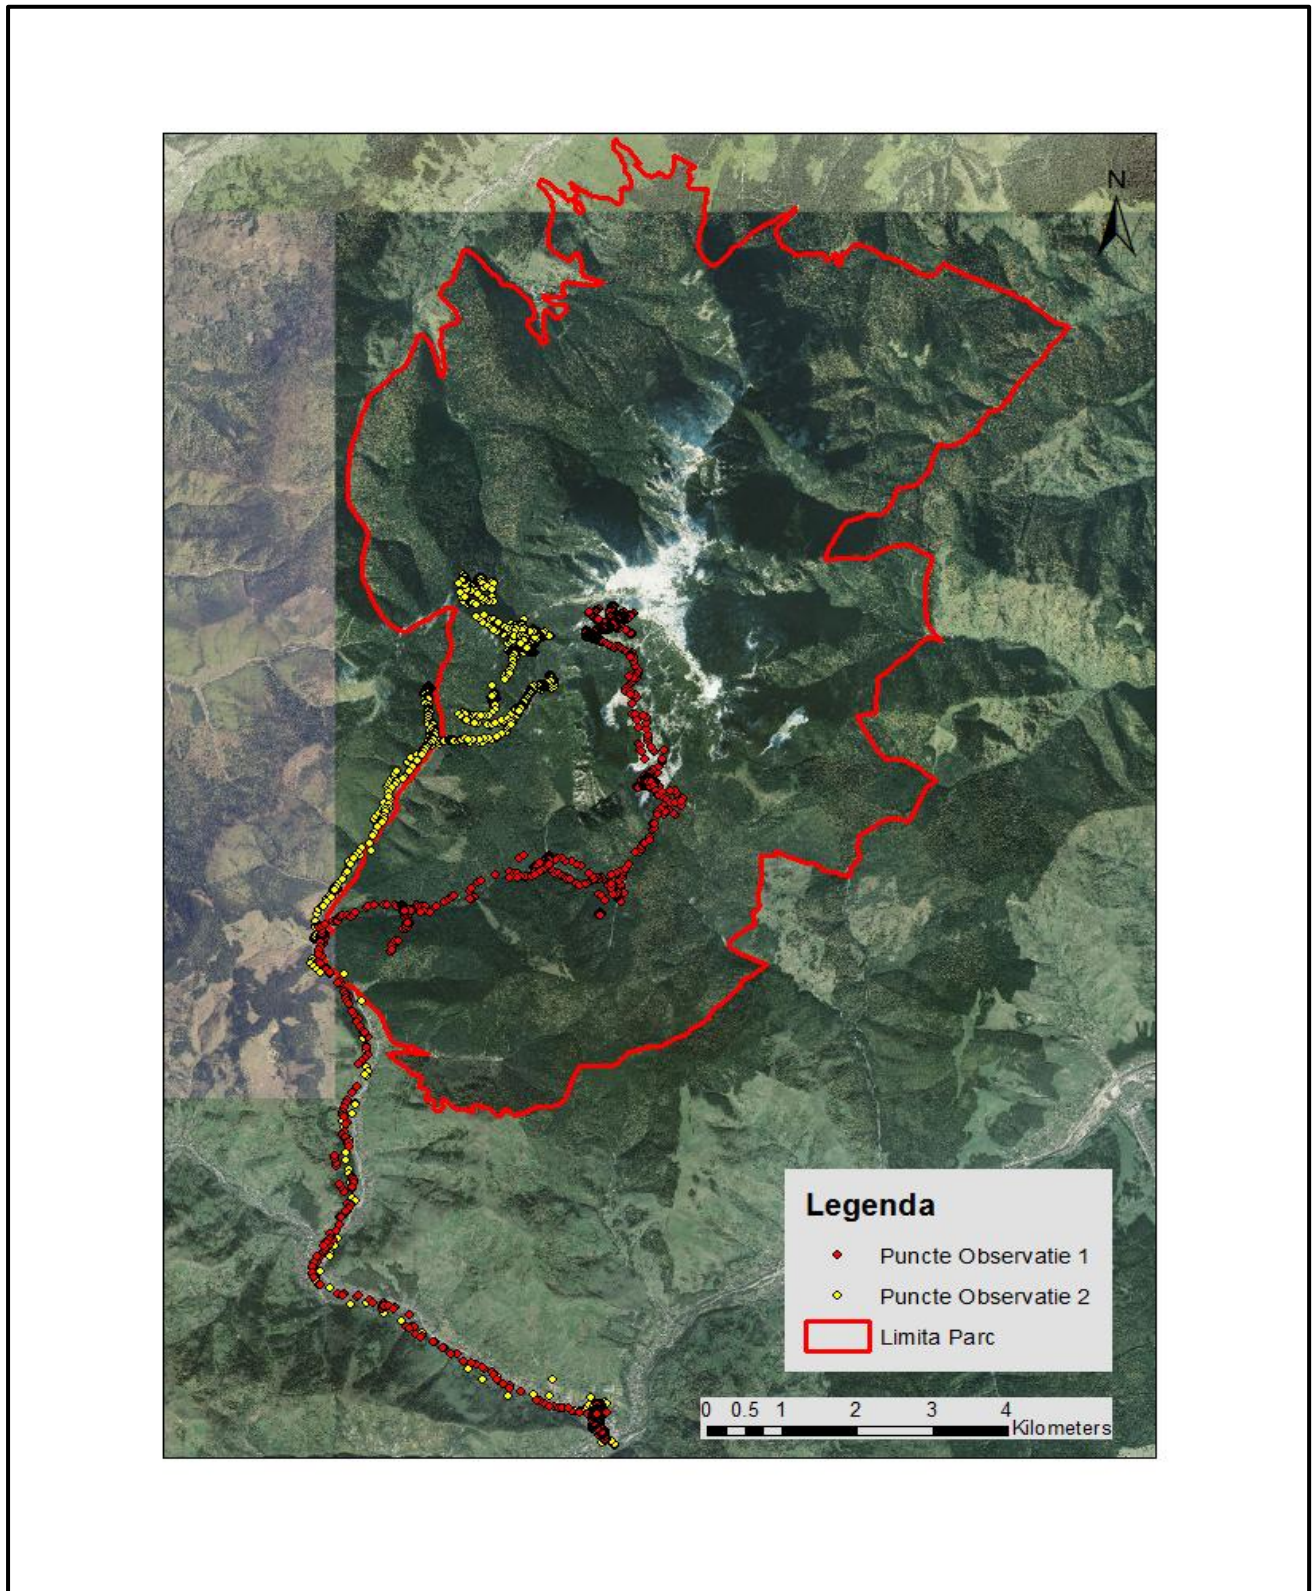 N
Legenda
Puncte Observatie 1
Puncte Observatie 2
Limita Parc
0 0.5 1 2 3 4
Kilometers